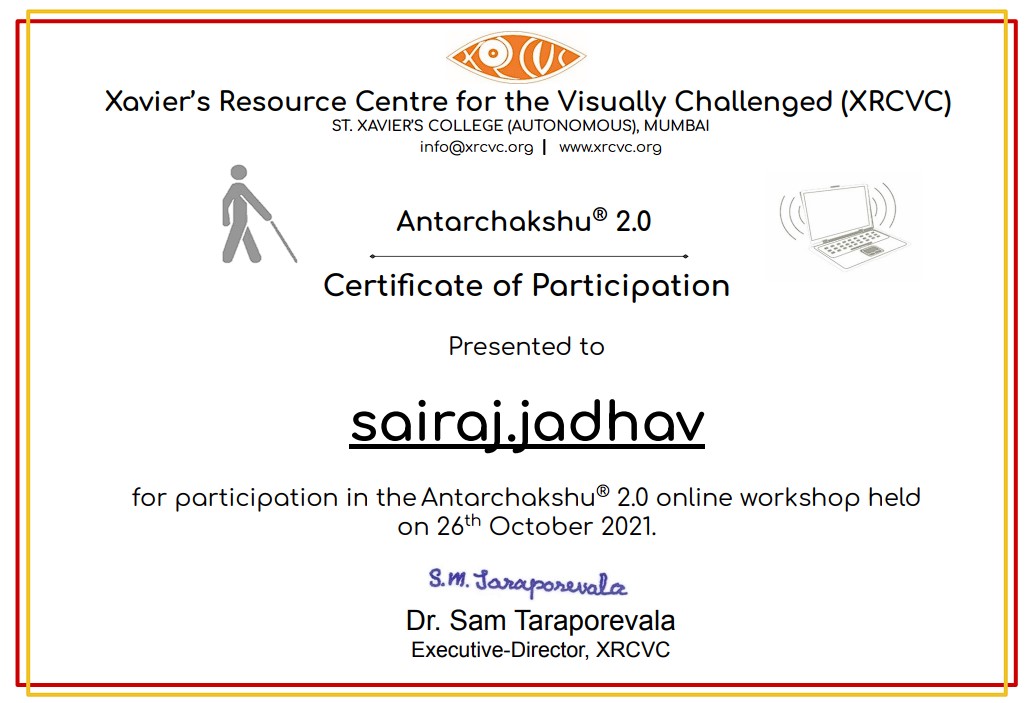 XRCVC
Xavier's Resource Centre for the Visually Challenged (XRCVC)
ST. XAVIER'S COLLEGE (AUTONOMOUS), MUMBAI
info@xrcvc.org | www.xrcvc.org
Antarchakshu® 2.0
Certificate of Participation
Presented to
sairaj.jadhav
for participation in the Antarchakshu® 2.0 online workshop held
on 26th October 2021.
S.M. Taraporevala
Dr. Sam Taraporevala
Executive-Director, XRCVC